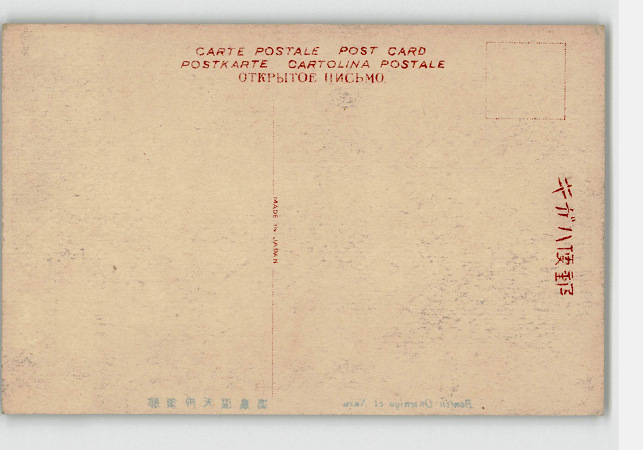 CARTE POSTALE POST CARD
POSTKARTE CARTOLINA POSTALE
ОТКРЫТОЕ ПИСЬМО.
MADE IN JAPAN
郵便ハガキ